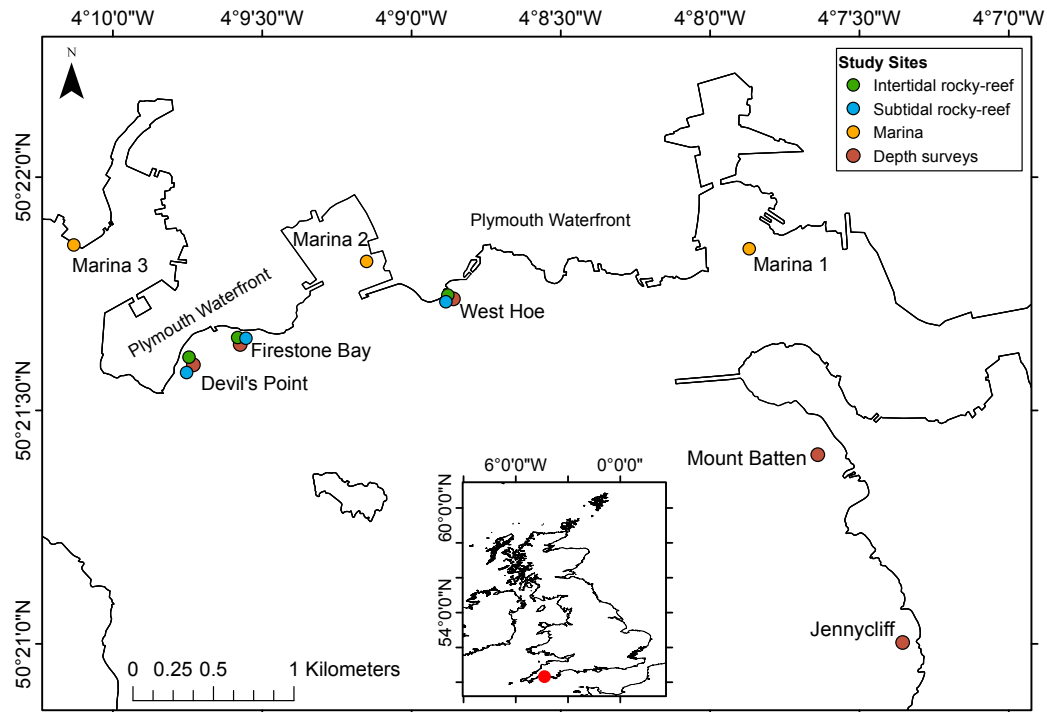 4°10'0"W 4°9'30"W 4°9'0"W 4°8'30"W 4°8'0"W 4°7'30"W 4°7'0"W
N
Study Sites
Intertidal rocky-reef
Subtidal rocky-reef
Marina
Depth surveys
50°22'0"N
Plymouth Waterfront
Marina 2
Marina 3
Marina 1
Plymouth Waterfront
West Hoe
Firestone Bay
Devil's Point
50°21'30"N
Mount Batten
6°0'0"W 0°0'0"
60°0'0"N
54°0'0"N
Jennycliff
50°21'0"N
0 0.25 0.5 1 Kilometers